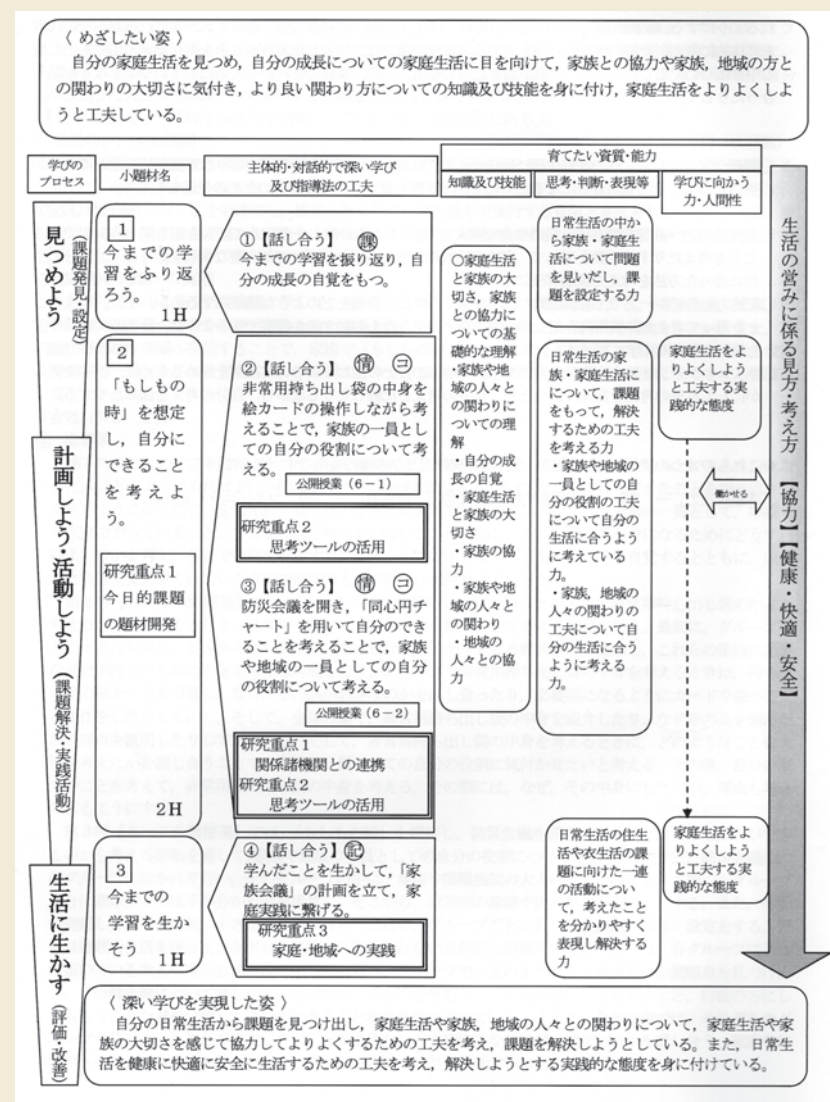 〈 めざしたい姿 〉
自分の家庭生活を見つめ，自分の成長についての家庭生活に目を向けて，家族との協力や家族，地域の方と
の関わりの大切さに気付き，より良い関わり方についての知識及び技能を身に付け，家庭生活をよりよくしよ
うと工夫している。
学びの
プロセス
小題材名
主体的・対話的で深い学び
及び指導法の工夫
育てたい資質・能力
知識及び技能
思考・判断・表現等
学びに向かう
力・人間性
見つめよう
（課題発見・設定）
計画しよう・活動しよう
（課題解決・実践活動）
生活に生かす
（評価・改善）
1
今までの学
習をふり返
ろう。
1H
2
「もしもの
時」を想定
し，自分に
できること
を考えよ
う。
研究重点1
今日的課題
の題材開発
2H
3
今までの
学習を生か
そう
1H
①【話し合う】 課
今までの学習を振り返り，自
分の成長の自覚をもつ。
②【話し合う】 情 コ
非常用持ち出し袋の中身を
絵カードの操作しながら考
えることで，家族の一員とし
ての自分の役割について考
える。
公開授業（6－1）
研究重点2
思考ツールの活用
③【話し合う】 情 コ
防災会議を開き，「同心円チ
ャート」を用いて自分のでき
ることを考えることで，家族
や地域の一員としての自分
の役割について考える。
公開授業（6－2）
研究重点1
関係諸機関との連携
研究重点2
思考ツールの活用
④【話し合う】 記
学んだことを生かして，「家
族会議」の計画を立て，家
庭実践に繋げる。
研究重点3
家庭・地域への実践
○家庭生活
と家族の大
切さ，家族
との協力に
ついての基
礎的な理解
・家族や地
域の人々と
の関わりに
ついての理
解
・自分の成
長の自覚
・家庭生活
と家族の大
切さ
・家族の協
力
・家族や地
域の人々と
の関わり
・地域の
人々との協
力
日常生活の中か
ら家族・家庭生
活について問題
を見いだし，課
題を設定する力
日常生活の家
族・家庭生活に
について，課題
をもって，解決
するための工夫
を考える力
・家族や地域の
一員としての自
分の役割の工夫
について自分の
生活に合うよう
に考えている
力。
・家族，地域の
人々の関わりの
工夫について自
分の生活に合う
ように考える
力。
日常生活の住生
活や衣生活の課
題に向けた一連
の活動につい
て，考えたこと
を分かりやすく
表現し解決する
力
家庭生活をよ
りよくしよう
と工夫する実
践的な態度
働かせる
家庭生活をよ
りよくしよう
と工夫する実
践的な態度
生活の営みに係る見方・考え方　【協力】【健康・快適・安全】
〈 深い学びを実現した姿 〉
自分の日常生活から課題を見つけ出し，家庭生活や家族，地域の人々との関わりについて，家庭生活や家
族の大切さを感じて協力してよりよくするための工夫を考え，課題を解決しようとしている。また，日常生
活を健康に快適に安全に生活するための工夫を考え，解決しようとする実践的な態度を身に付けている。